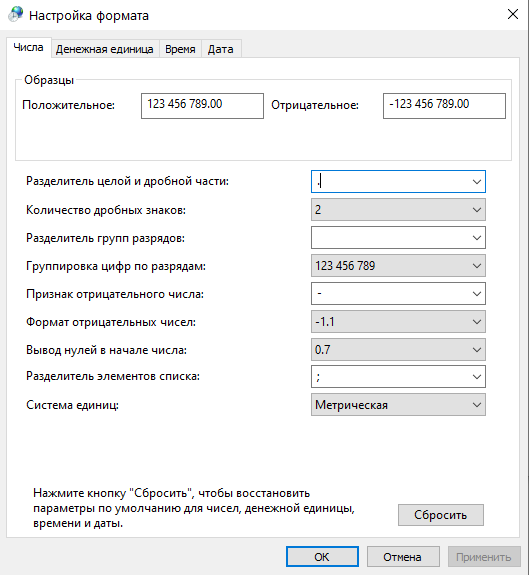 Настройка формата
Числа Денежная единица Время Дата
Образцы
Положительное: 123 456 789.00 Отрицательное: -123 456 789.00
Разделитель целой и дробной части: .
Количество дробных знаков: 2
Разделитель групп разрядов:
Группировка цифр по разрядам: 123 456 789
Признак отрицательного числа: -
Формат отрицательных чисел: -1.1
Вывод нулей в начале числа: 0.7
Разделитель элементов списка: ;
Система единиц: Метрическая
Нажмите кнопку "Сбросить", чтобы восстановить
параметры по умолчанию для чисел, денежной единицы,
времени и даты.
Сбросить
ОК Отмена Применить